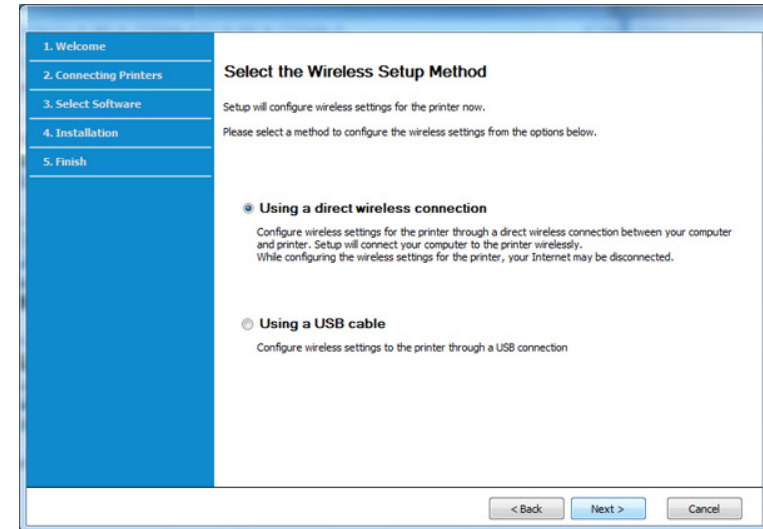 1. Welcome
2. Connecting Printers
3. Select Software
4. Installation
5. Finish
Select the Wireless Setup Method
Setup will configure wireless settings for the printer now.
Please select a method to configure the wireless settings from the options below.
Using a direct wireless connection
Configure wireless settings for the printer through a direct wireless connection between your computer
and printer. Setup will connect your computer to the printer wirelessly.
While configuring the wireless settings for the printer, your Internet may be disconnected.
Using a USB cable
Configure wireless settings to the printer through a USB connection
< Back Next > Cancel